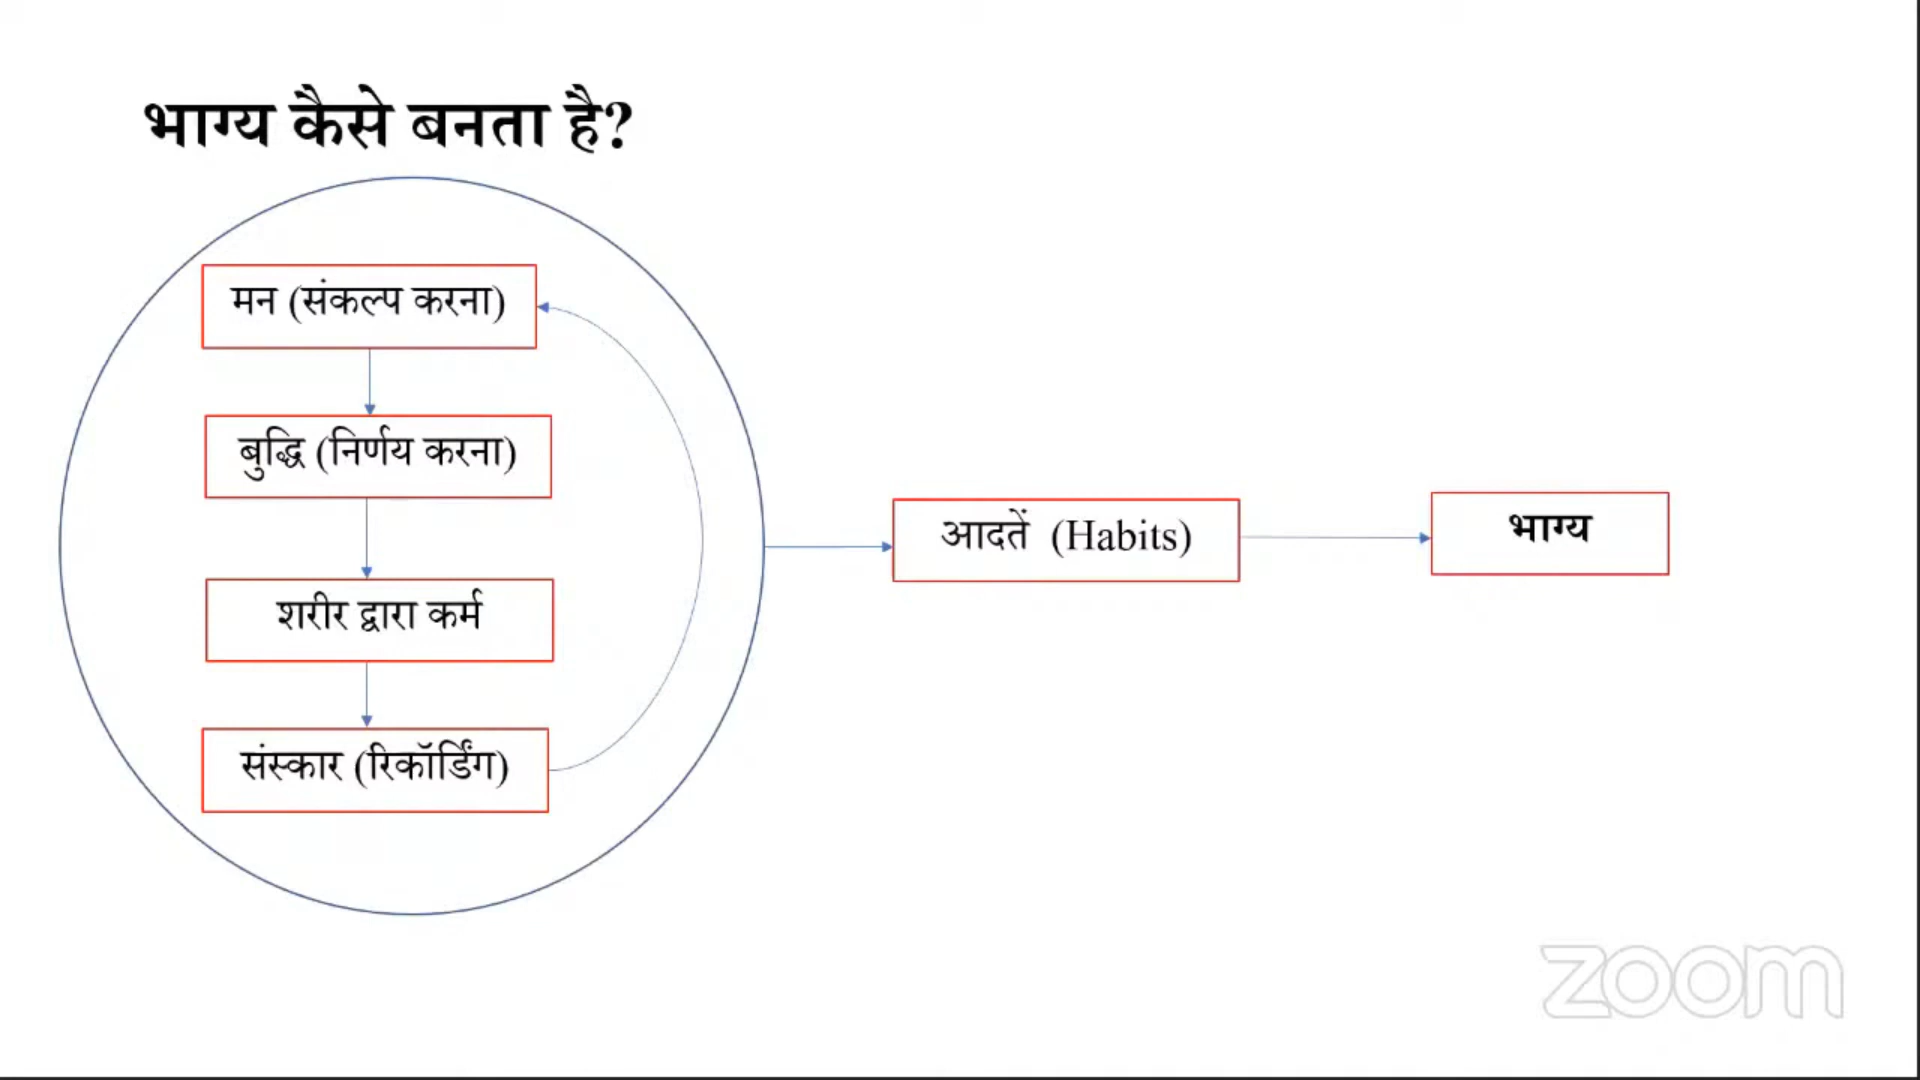 भाग्य कैसे बनता है?
मन (संकल्प करना)
बुद्धि (निर्णय करना)
शरीर द्वारा कर्म
संस्कार (रिकॉर्डिंग)
आदतें (Habits)
भाग्य
zoom